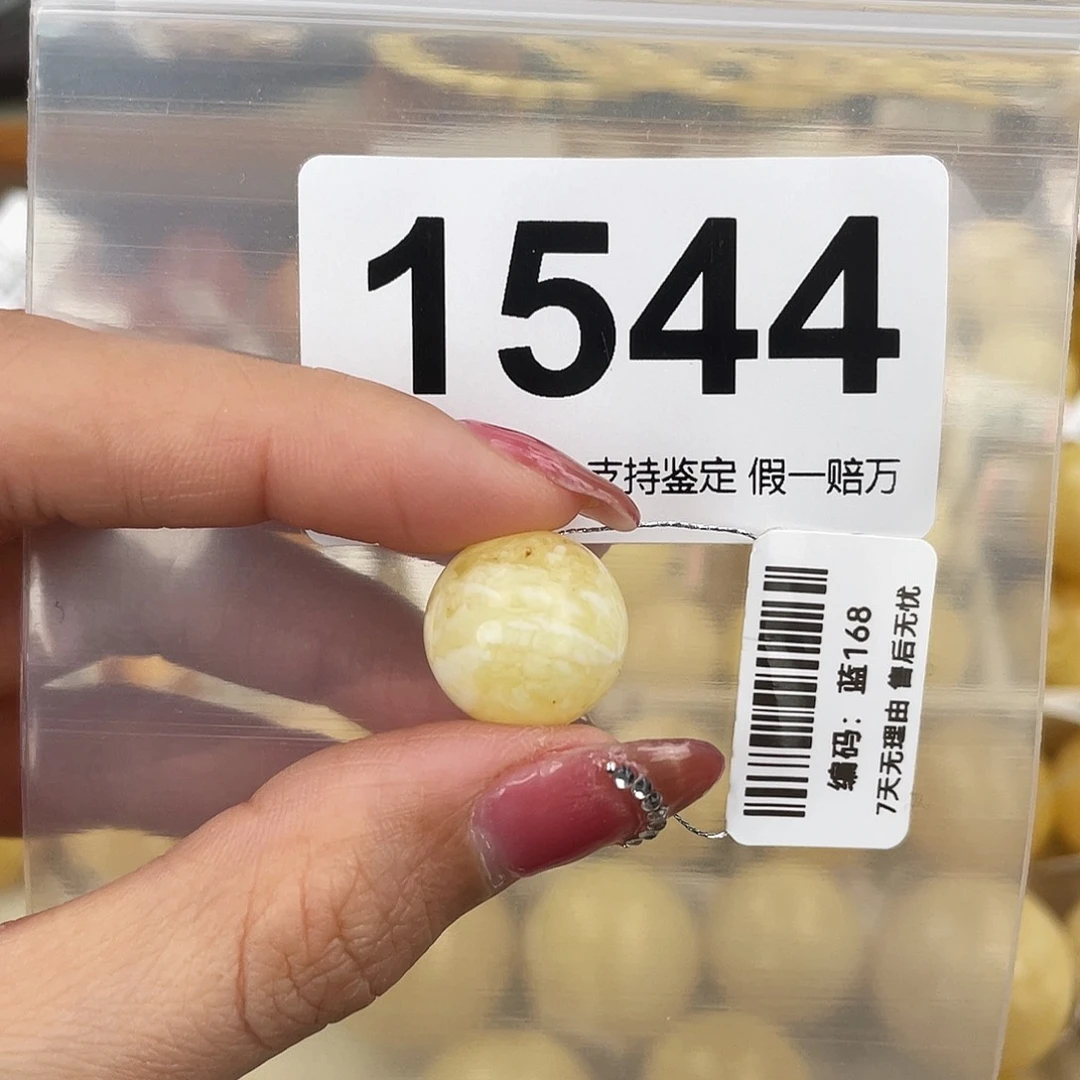 1544
支持鉴定 假一赔万
编码：蓝168
7天无理由 售后无忧